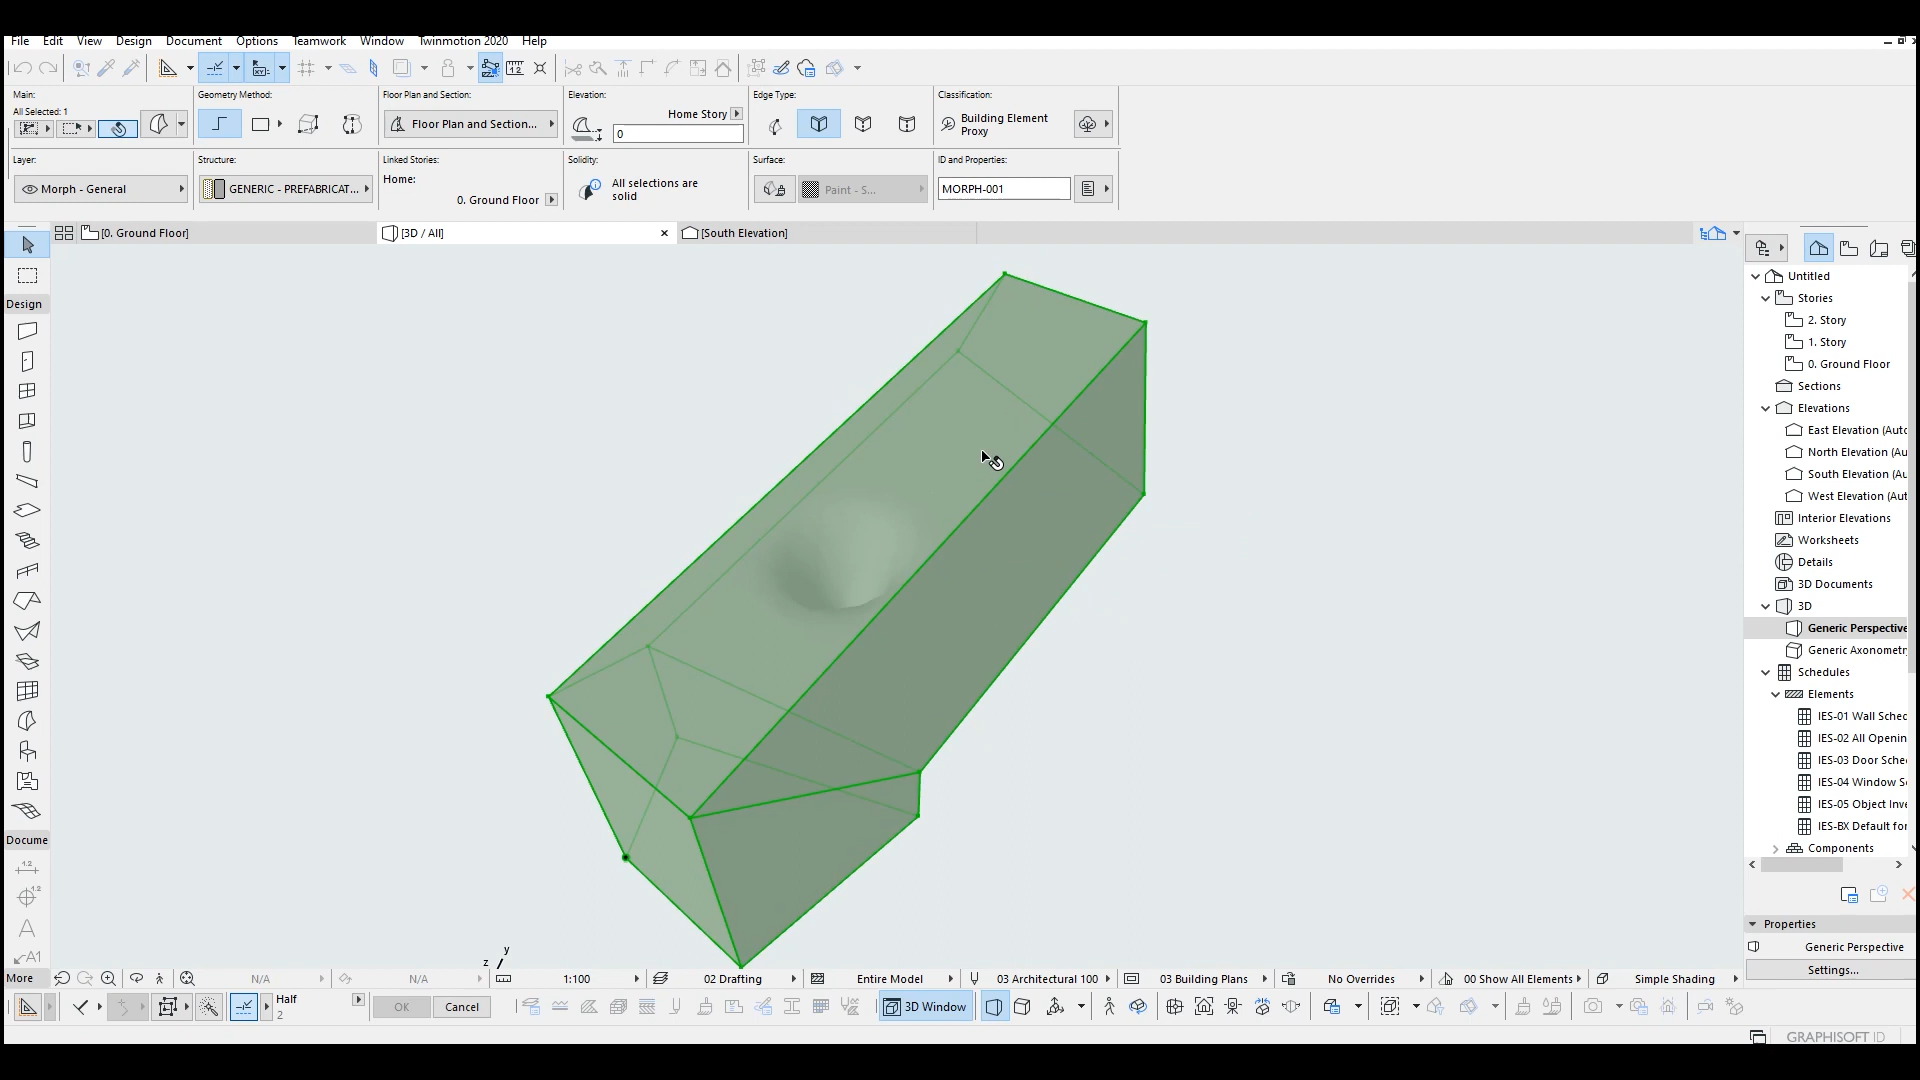 File Edit View Design Document Options Teamwork Window Twinmotion 2020 Help
Main: Geometry Method: Floor Plan and Section: Elevation: Edge Type: Classification:
All Selected: 1
Floor Plan and Section... Home Story
0
Building Element
Proxy
Layer: Structure: Linked Stories: Solidity: Surface: ID and Properties:
Morph - General
GENERIC - PREFABRICAT...
Home:
0. Ground Floor
All selections are
solid
Paint - S...
MORPH-001
[0. Ground Floor] [3D / All] [South Elevation]
Design
Docume
1.2
1.2
A
A1
More
Untitled
Stories
2. Story
1. Story
0. Ground Floor
Sections
Elevations
East Elevation (Auto
North Elevation (Au
South Elevation (Au
West Elevation (Aut
Interior Elevations
Worksheets
Details
3D Documents
3D
Generic Perspective
Generic Axonometr
Schedules
Elements
IES-01 Wall Sched
IES-02 All Openin
IES-03 Door Sche
IES-04 Window S
IES-05 Object Inve
IES-BX Default for
Components
Properties
Generic Perspective
Settings...
y
z
N/A N/A 1:100 02 Drafting Entire Model 03 Architectural 100 03 Building Plans No Overrides 00 Show All Elements Simple Shading
Half
2
OK Cancel 3D Window
GRAPHISOFT ID